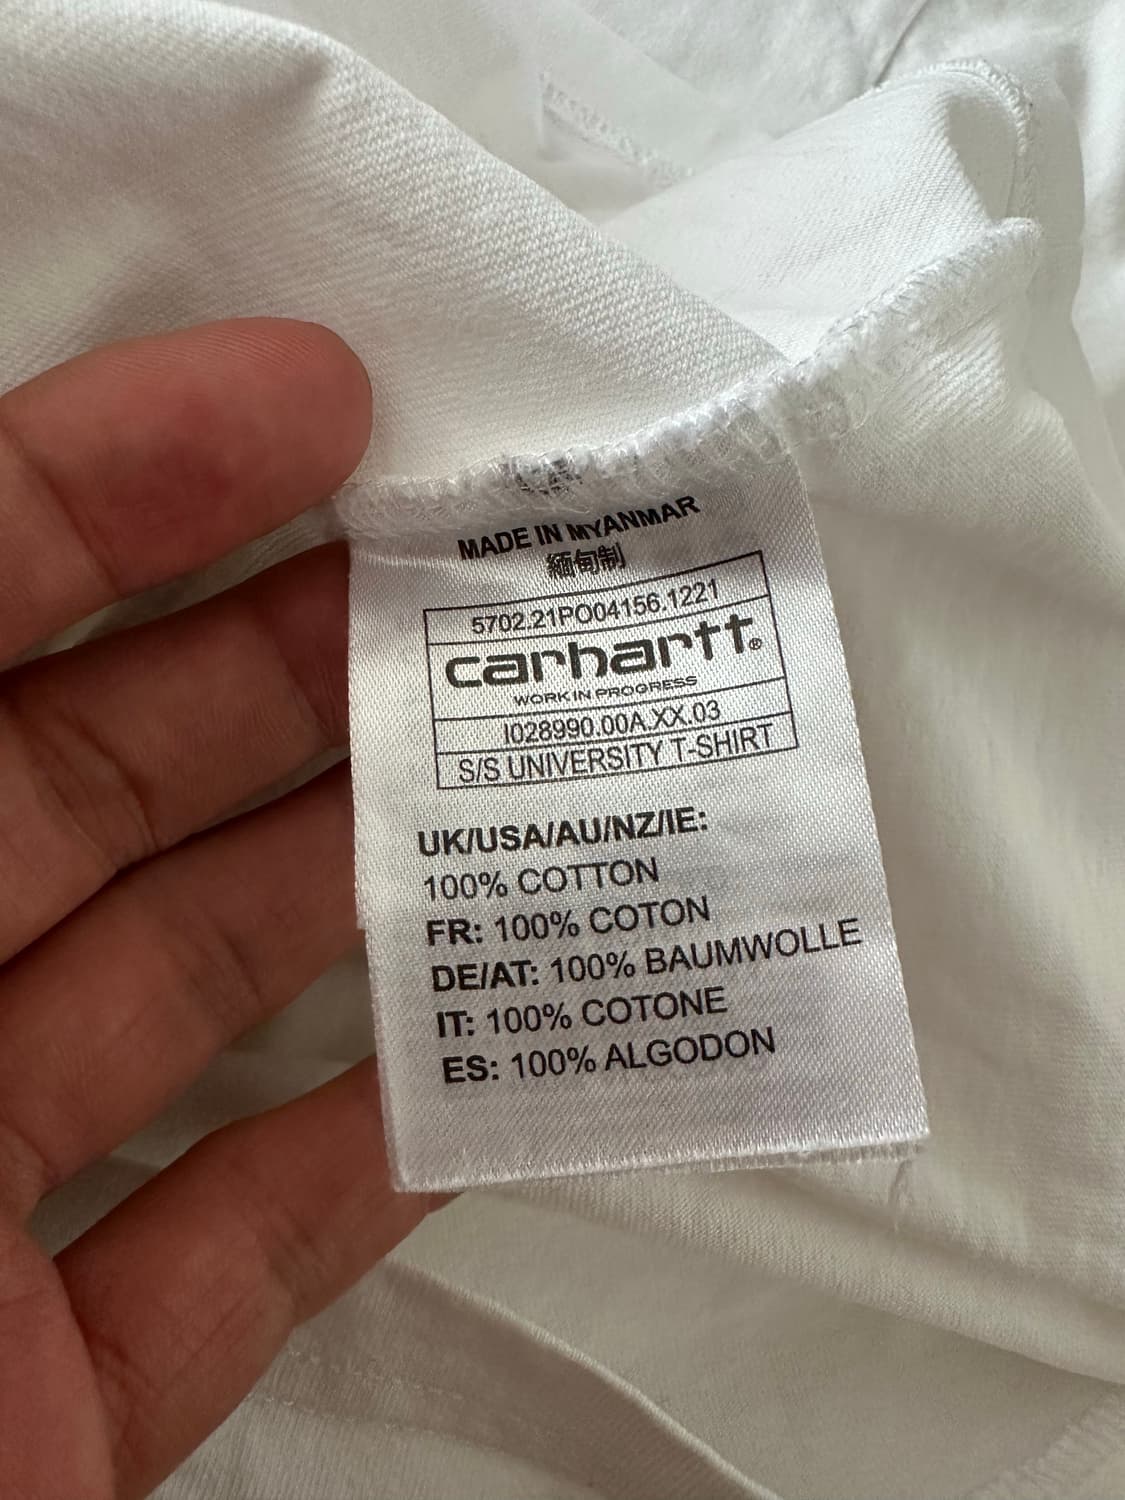 MADE IN MYANMAR
緬甸制
5702.21PO04156.1221
carhartt®
WORK IN PROGRESS
I028990.00A.XX.03
S/S UNIVERSITY T-SHIRT
UK/USA/AU/NZ/IE:
100% COTTON
FR: 100% COTON
DE/AT: 100% BAUMWOLLE
IT: 100% COTONE
ES: 100% ALGODON